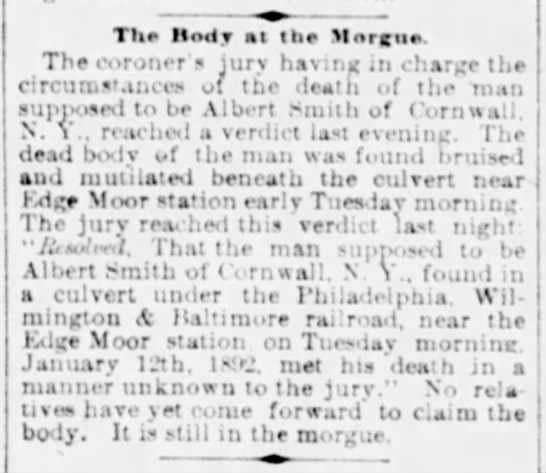 The Body at the Morgue.
The coroner's jury having in charge the
circumstances of the death of the man
supposed to be Albert Smith of Cornwall,
N. Y., reached a verdict last evening. The
dead body of the man was found bruised
and mutilated beneath the culvert near
Edge Moor station early Tuesday morning.
The jury reached this verdict last night:
"Resolved, That the man supposed to be
Albert Smith of Cornwall, N. Y., found in
a culvert under the Philadelphia, Wil-
mington & Baltimore railroad, near the
Edge Moor station on Tuesday morning,
January 12th, 1892, met his death in a
manner unknown to the jury." No rela-
tives have yet come forward to claim the
body. It is still in the morgue.